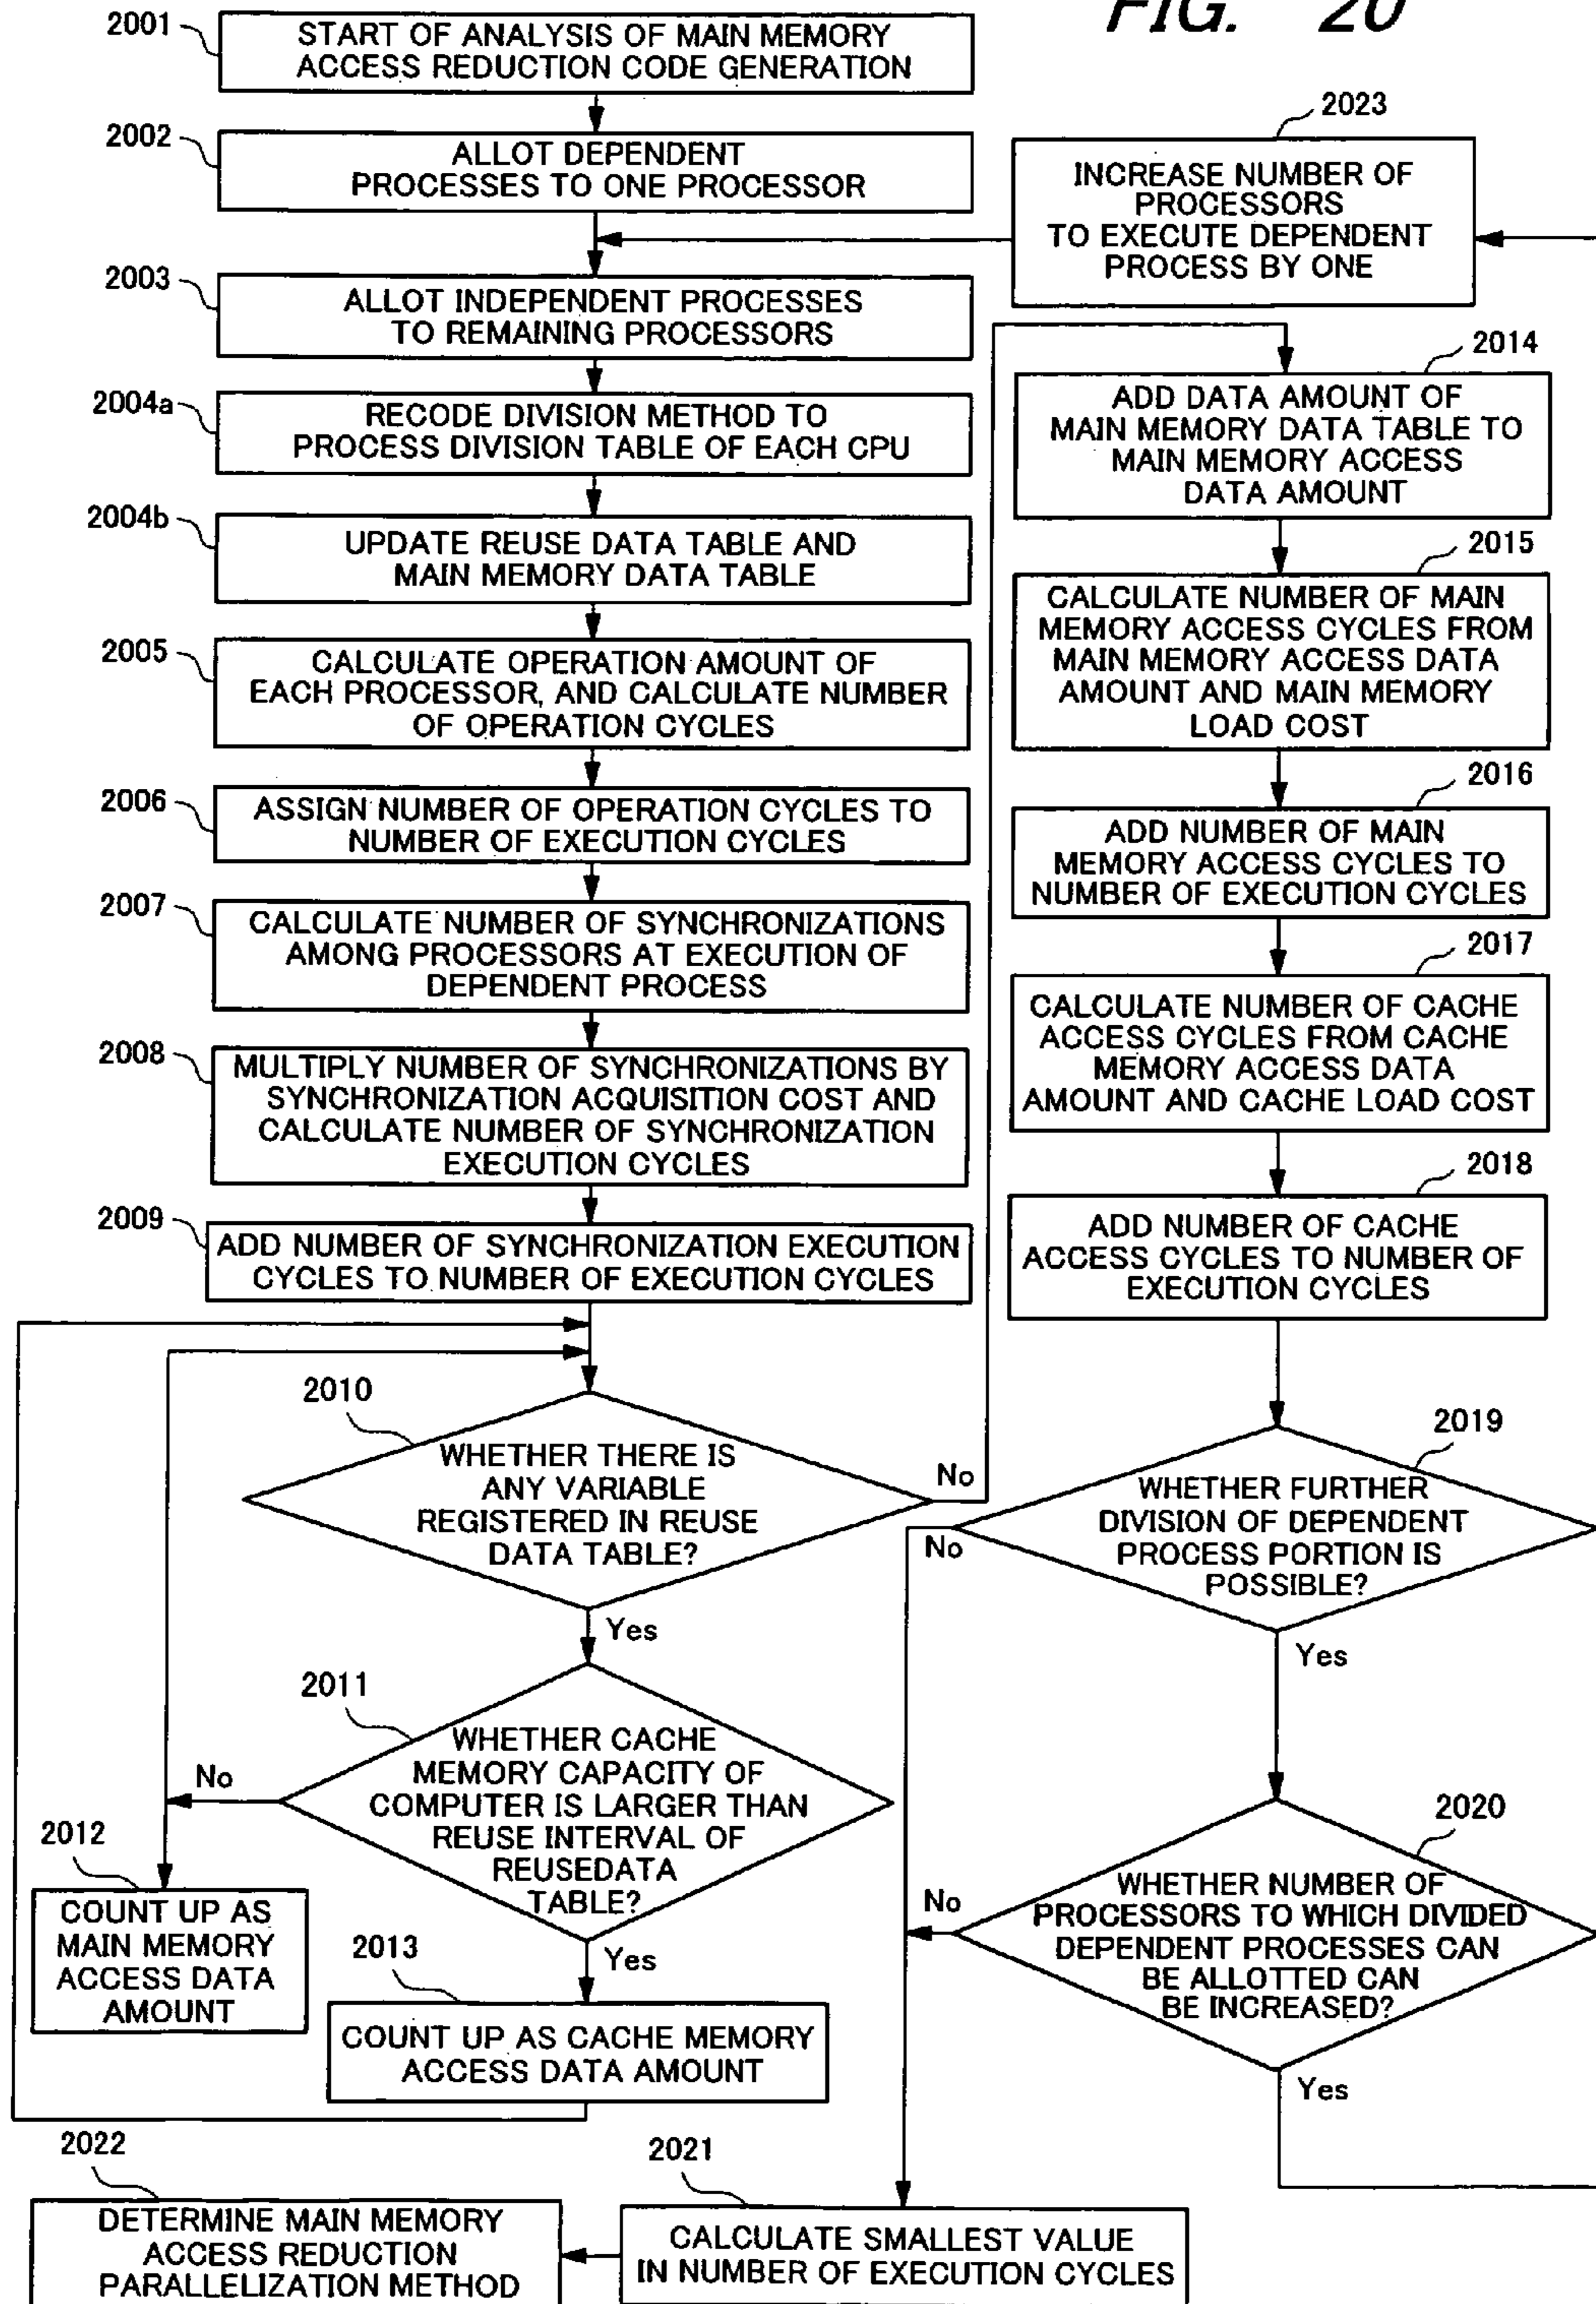 FIG. 20
2001
START OF ANALYSIS OF MAIN MEMORY
ACCESS REDUCTION CODE GENERATION
2002
ALLOT DEPENDENT
PROCESSES TO ONE PROCESSOR
2023
INCREASE NUMBER OF
PROCESSORS
TO EXECUTE DEPENDENT
PROCESS BY ONE
2003
ALLOT INDEPENDENT PROCESSES
TO REMAINING PROCESSORS
2004a
RECODE DIVISION METHOD TO
PROCESS DIVISION TABLE OF EACH CPU
2004b
UPDATE REUSE DATA TABLE AND
MAIN MEMORY DATA TABLE
2005
CALCULATE OPERATION AMOUNT OF
EACH PROCESSOR, AND CALCULATE NUMBER
OF OPERATION CYCLES
2006
ASSIGN NUMBER OF OPERATION CYCLES TO
NUMBER OF EXECUTION CYCLES
2007
CALCULATE NUMBER OF SYNCHRONIZATIONS
AMONG PROCESSORS AT EXECUTION OF
DEPENDENT PROCESS
2008
MULTIPLY NUMBER OF SYNCHRONIZATIONS BY
SYNCHRONIZATION ACQUISITION COST AND
CALCULATE NUMBER OF SYNCHRONIZATION
EXECUTION CYCLES
2009
ADD NUMBER OF SYNCHRONIZATION EXECUTION
CYCLES TO NUMBER OF EXECUTION CYCLES
2010
WHETHER THERE IS
ANY VARIABLE
REGISTERED IN REUSE
DATA TABLE?
No
Yes
2011
WHETHER CACHE
MEMORY CAPACITY OF
COMPUTER IS LARGER THAN
REUSE INTERVAL OF
REUSEDATA
TABLE?
No
Yes
2012
COUNT UP AS
MAIN MEMORY
ACCESS DATA
AMOUNT
2013
COUNT UP AS CACHE MEMORY
ACCESS DATA AMOUNT
2014
ADD DATA AMOUNT OF
MAIN MEMORY DATA TABLE TO
MAIN MEMORY ACCESS
DATA AMOUNT
2015
CALCULATE NUMBER OF MAIN
MEMORY ACCESS CYCLES FROM
MAIN MEMORY ACCESS DATA
AMOUNT AND MAIN MEMORY
LOAD COST
2016
ADD NUMBER OF MAIN
MEMORY ACCESS CYCLES TO
NUMBER OF EXECUTION CYCLES
2017
CALCULATE NUMBER OF CACHE
ACCESS CYCLES FROM CACHE
MEMORY ACCESS DATA
AMOUNT AND CACHE LOAD COST
2018
ADD NUMBER OF CACHE
ACCESS CYCLES TO NUMBER OF
EXECUTION CYCLES
2019
WHETHER FURTHER
DIVISION OF DEPENDENT
PROCESS PORTION IS
POSSIBLE?
No
Yes
2020
WHETHER NUMBER OF
PROCESSORS TO WHICH DIVIDED
DEPENDENT PROCESSES CAN
BE ALLOTTED CAN
BE INCREASED?
No
Yes
2021
CALCULATE SMALLEST VALUE
IN NUMBER OF EXECUTION CYCLES
2022
DETERMINE MAIN MEMORY
ACCESS REDUCTION
PARALLELIZATION METHOD